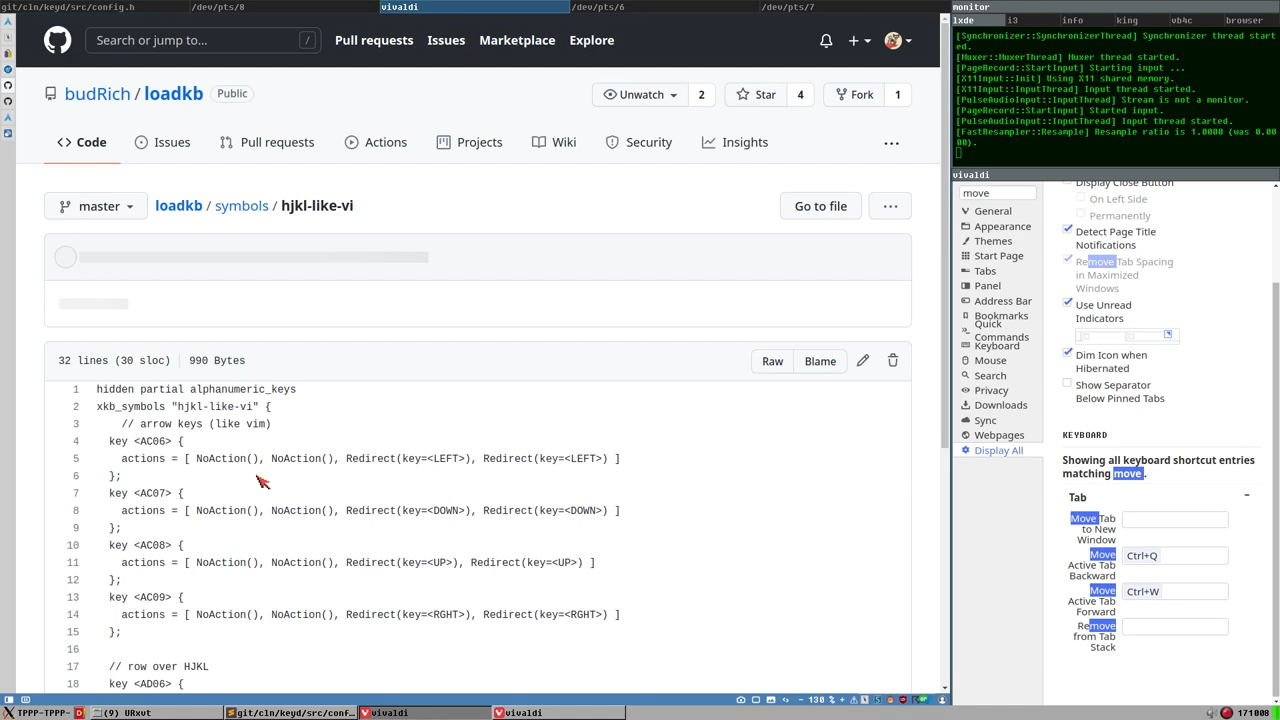 git/cln/keyd/src/config.h
/dev/pts/8
vivaldi
/dev/pts/6
/dev/pts/7
Search or jump to...
/
Pull requests
Issues
Marketplace
Explore
budRich / loadkb
Public
Unwatch
2
Star
4
Fork
1
Code
Issues
Pull requests
Actions
Projects
Wiki
Security
Insights
master
loadkb / symbols / hjkl-like-vi
Go to file
32 lines (30 sloc)
990 Bytes
Raw
Blame
1 hidden partial alphanumeric_keys
2 xkb_symbols "hjkl-like-vi" {
3 // arrow keys (like vim)
4 key <AC06> {
5 actions = [ NoAction(), NoAction(), Redirect(key=<LEFT>), Redirect(key=<LEFT>) ]
6 };
7 key <AC07> {
8 actions = [ NoAction(), NoAction(), Redirect(key=<DOWN>), Redirect(key=<DOWN>) ]
9 };
10 key <AC08> {
11 actions = [ NoAction(), NoAction(), Redirect(key=<UP>), Redirect(key=<UP>) ]
12 };
13 key <AC09> {
14 actions = [ NoAction(), NoAction(), Redirect(key=<RGHT>), Redirect(key=<RGHT>) ]
15 };
16
17 // row over HJKL
18 key <AD06> {
monitor
lxde
i3
info
king
vb4c
browser
[Synchronizer::SynchronizerThread] Synchronizer thread start
ed.
[Muxer::MuxerThread] Muxer thread started.
[PageRecord::StartInput] Starting input ...
[X11Input::Init] Using X11 shared memory.
[X11Input::InputThread] Input thread started.
[PulseAudioInput::InputThread] Stream is not a monitor.
[PageRecord::StartInput] Started input.
[PulseAudioInput::InputThread] Input thread started.
[FastResampler::Resample] Resample ratio is 1.0000 (was 0.00
00).
vivaldi
move
General
Appearance
Themes
Start Page
Tabs
Panel
Address Bar
Bookmarks
Quick
Commands
Keyboard
Mouse
Search
Privacy
Downloads
Sync
Webpages
Display All
Display Close Button
On Left Side
Permanently
Detect Page Title
Notifications
Remove Tab Spacing
in Maximized
Windows
Use Unread
Indicators
Dim Icon when
Hibernated
Show Separator
Below Pinned Tabs
KEYBOARD
Showing all keyboard shortcut entries
matching move.
Tab
Move Tab
to New
Window
Move
Active Tab
Backward
Ctrl+Q
Move
Active Tab
Forward
Ctrl+W
Remove
from Tab
Stack
130 %
TPPP-TPPP-
D
(9) URxvt
git/cln/keyd/src/conf...
vivaldi
vivaldi
171008